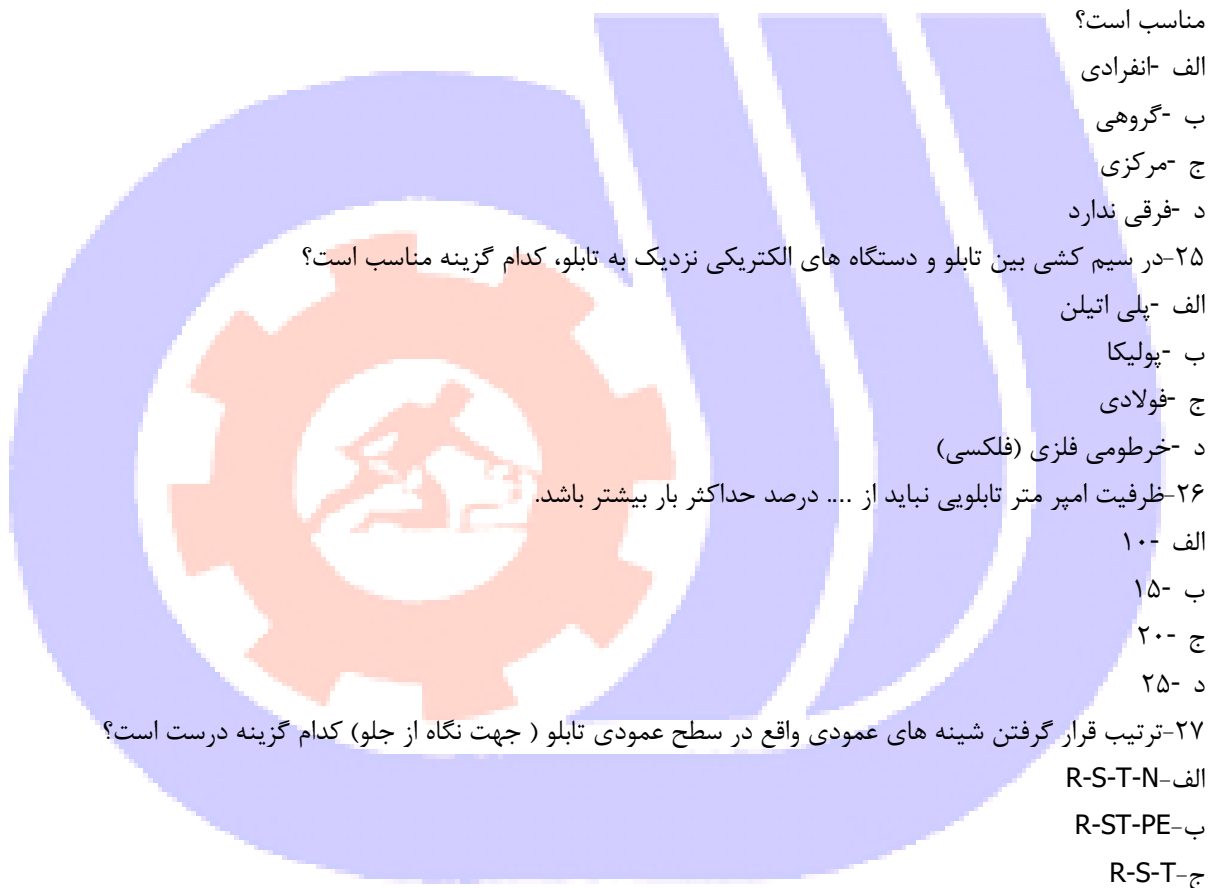 مناسب است؟
الف -انفرادی
ب -گروهی
ج -مرکزی
د -فرقی ندارد
۲۵-در سیم کشی بین تابلو و دستگاه های الکتریکی نزدیک به تابلو، کدام گزینه مناسب است؟
الف -پلی اتیلن
ب -پولیکا
ج -فولادی
د -خرطومی فلزی (فلکسی)
۲۶-ظرفیت امپر متر تابلویی نباید از .... درصد حداکثر بار بیشتر باشد.
الف -۱۰
ب -۱۵
ج -۲۰
د -۲۵
۲۷-ترتیب قرار گرفتن شینه های عمودی واقع در سطح عمودی تابلو ( جهت نگاه از جلو) کدام گزینه درست است؟
الف-R-S-T-N
ب-R-ST-PE
ج-R-S-T